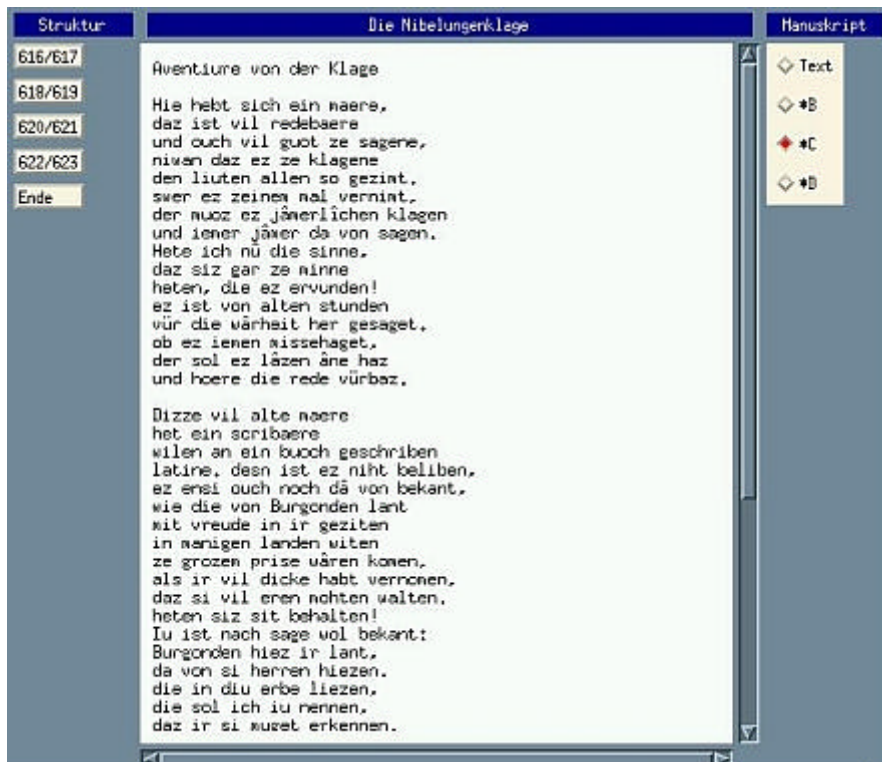 Struktur
Die Nibelungenklage
Manuskript
616/617
618/619
620/621
622/623
Ende
Aventiure von der Klage
Hie hebt sich ein maere,
daz ist vil redebaere
und ouch vil guot ze sagene,
niwan daz ez ze klagene
den liuten allen so gezimt,
swer ez zeinem mal vernimt,
der muoz ez jâmerlîchen klagen
und iemer jâmer da von sagen.
Hete ich nû die sinne,
daz siz gar ze minne
heten, die ez ervunden!
ez ist von alten stunden
vür die wârheit her gesaget.
ob ez iemen missehaget,
der sol ez lâzen âne haz
und hoere die rede vürbaz.
Dizze vil alte maere
het ein scribaere
wilen an ein buoch geschriben
latine. desn ist ez niht beliben,
ez ensi ouch noch dâ von bekant,
wie die von Burgonden lant
mit vreude in ir geziten
in manigen landen witen
ze grozem prise wâren komen,
als ir vil dicke habt vernomen,
daz si vil eren mohten walten,
heten siz sit behalten!
Iu ist nach sage wol bekant:
Burgonden hiez ir lant,
da von si herren hiezen.
die in diu erbe liezen,
die sol ich iu nennen,
daz ir si muget erkennen.
Text
*B
*C
*D